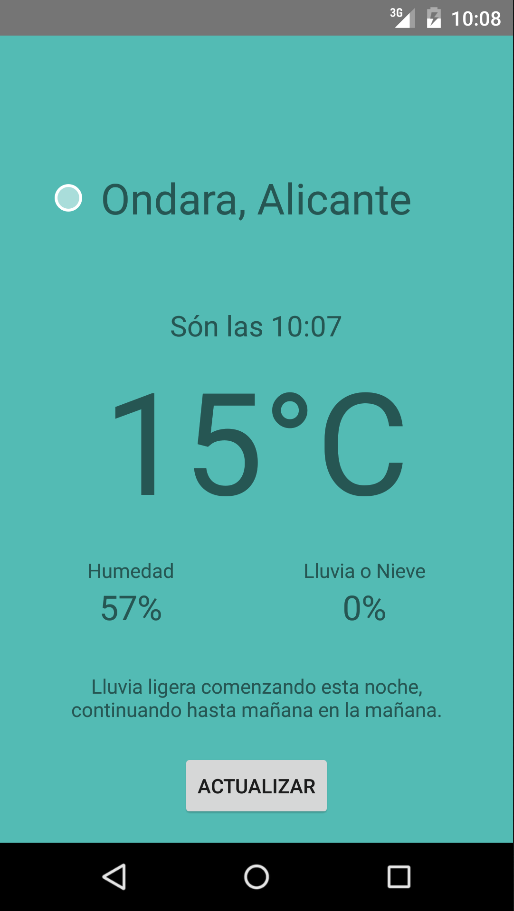 3G 10:08
Ondara, Alicante
Són las 10:07
15°C
Humedad Lluvia o Nieve
57% 0%
Lluvia ligera comenzando esta noche,
continuando hasta mañana en la mañana.
ACTUALIZAR